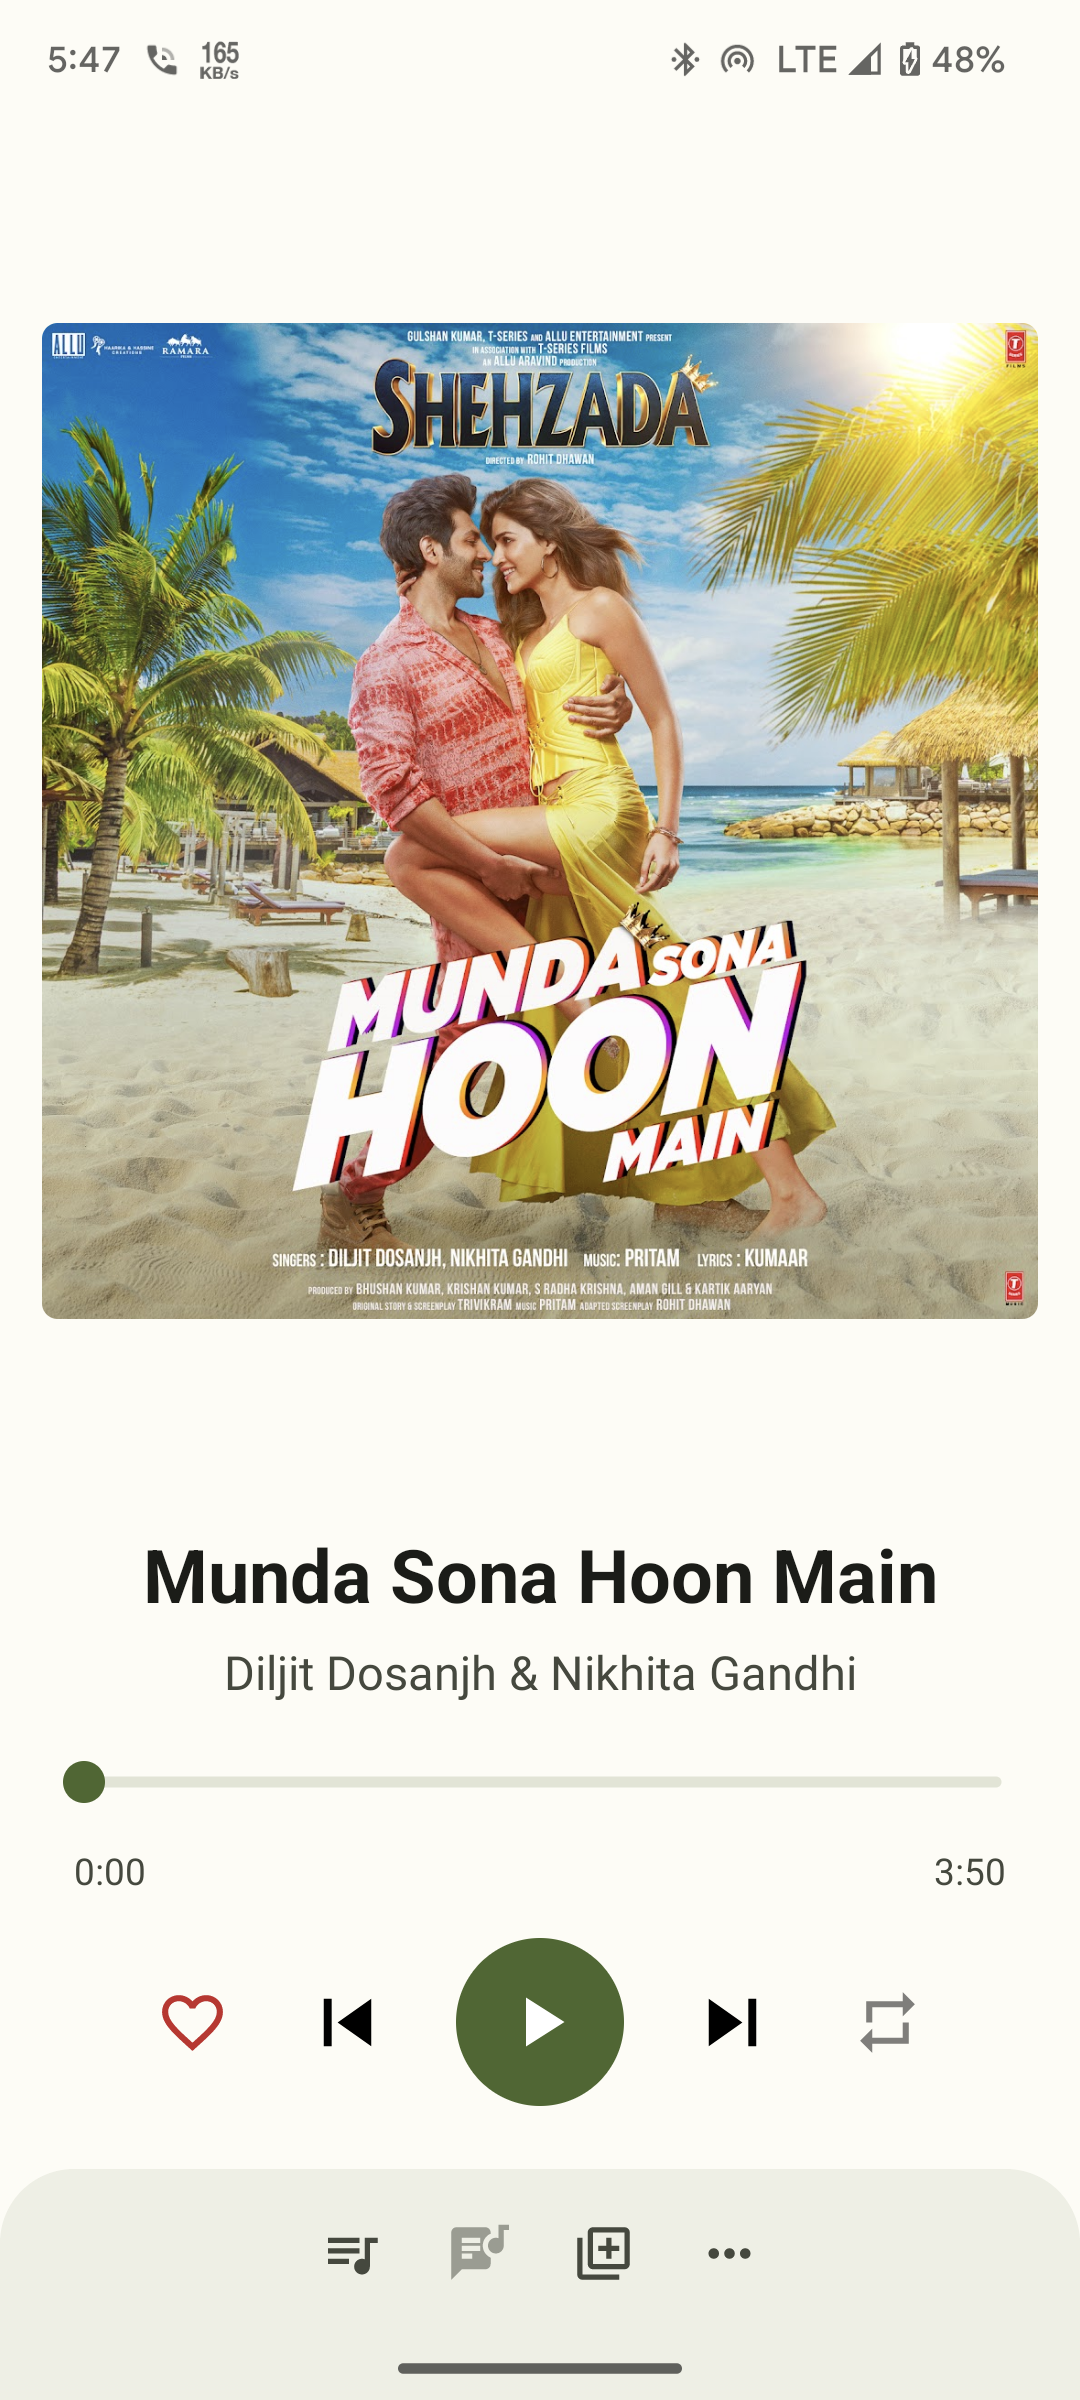 5:47 165 KB/s LTE 48%
ALLU
RAMARA
GULSHAN KUMAR, T-SERIES AND ALLU ENTERTAINMENT PRESENT
IN ASSOCIATION WITH T-SERIES FILMS
AN ALLU ARAVIND PRODUCTION
SHEHZADA
DIRECTED BY ROHIT DHAWAN
MUNDA SONA
HOON
MAIN
SINGERS : DILJIT DOSANJH, NIKHITA GANDHI MUSIC: PRITAM LYRICS : KUMAAR
PRODUCED BY BHUSHAN KUMAR, KRISHAN KUMAR, S RADHA KRISHNA, AMAN GILL & KARTIK AARYAN
ORIGINAL STORY & SCREENPLAY TRIVIKRAM MUSIC PRITAM ADAPTED SCREENPLAY ROHIT DHAWAN
Munda Sona Hoon Main
Diljit Dosanjh & Nikhita Gandhi
0:00 3:50